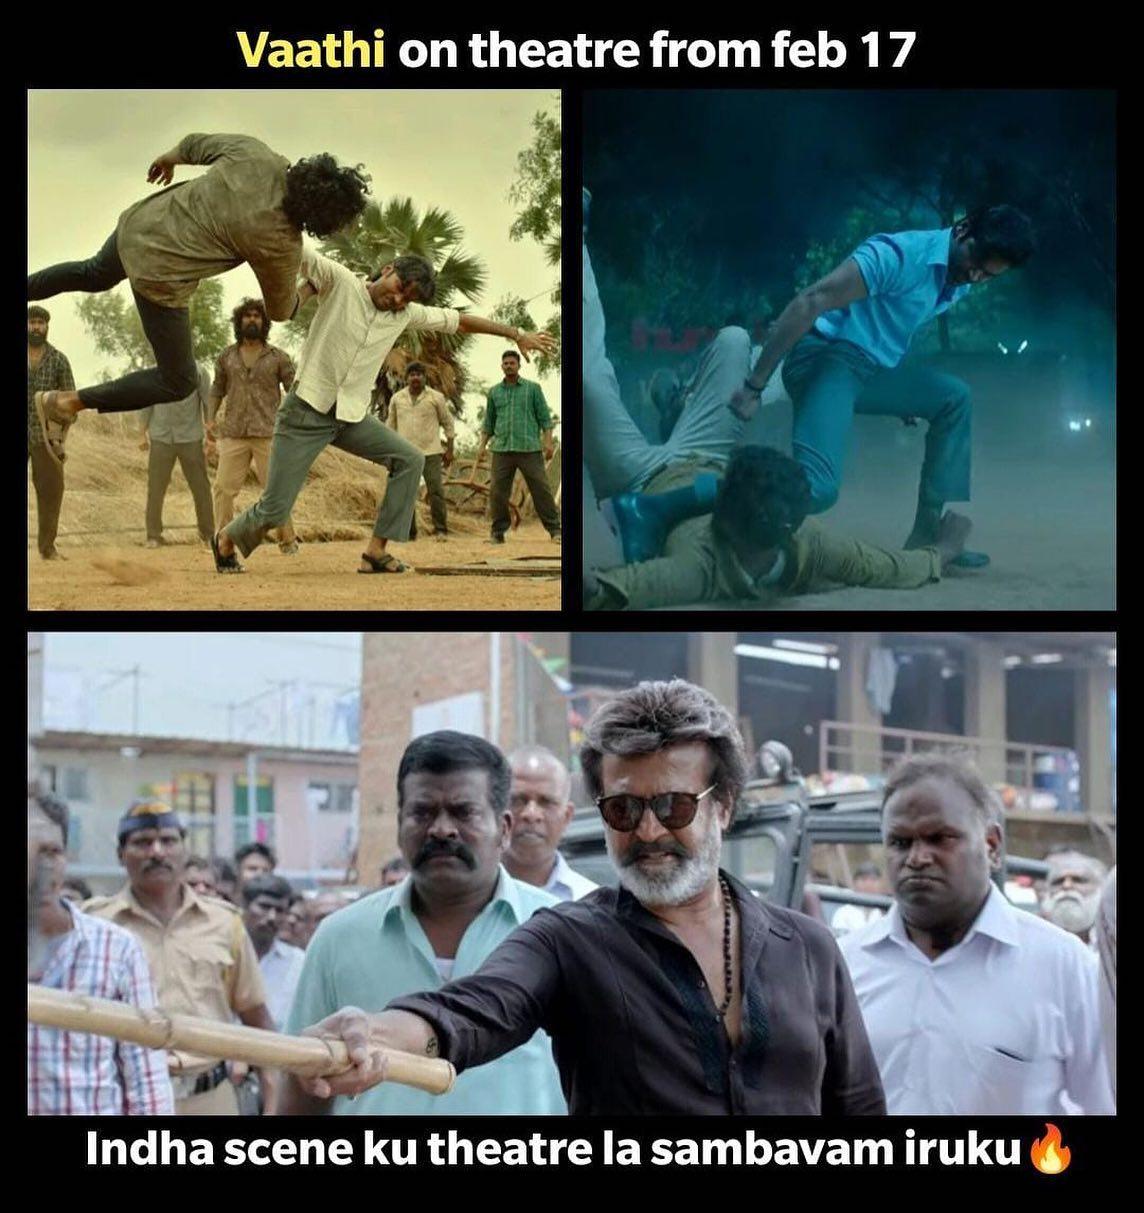 Vaathi on theatre from feb 17
Indha scene ku theatre la sambavam iruku🔥